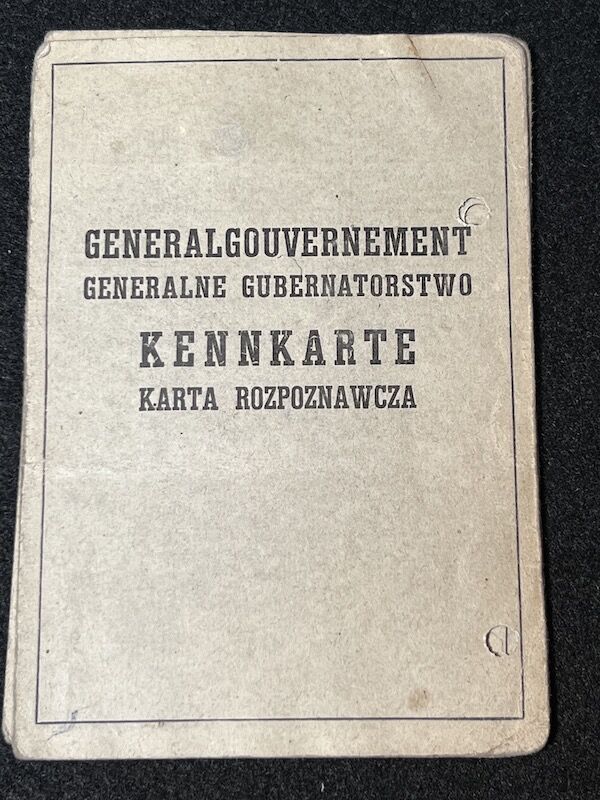 GENERALGOUVERNEMENT
GENERALNE GUBERNATORSTWO
KENNKARTE
KARTA ROZPOZNAWCZA